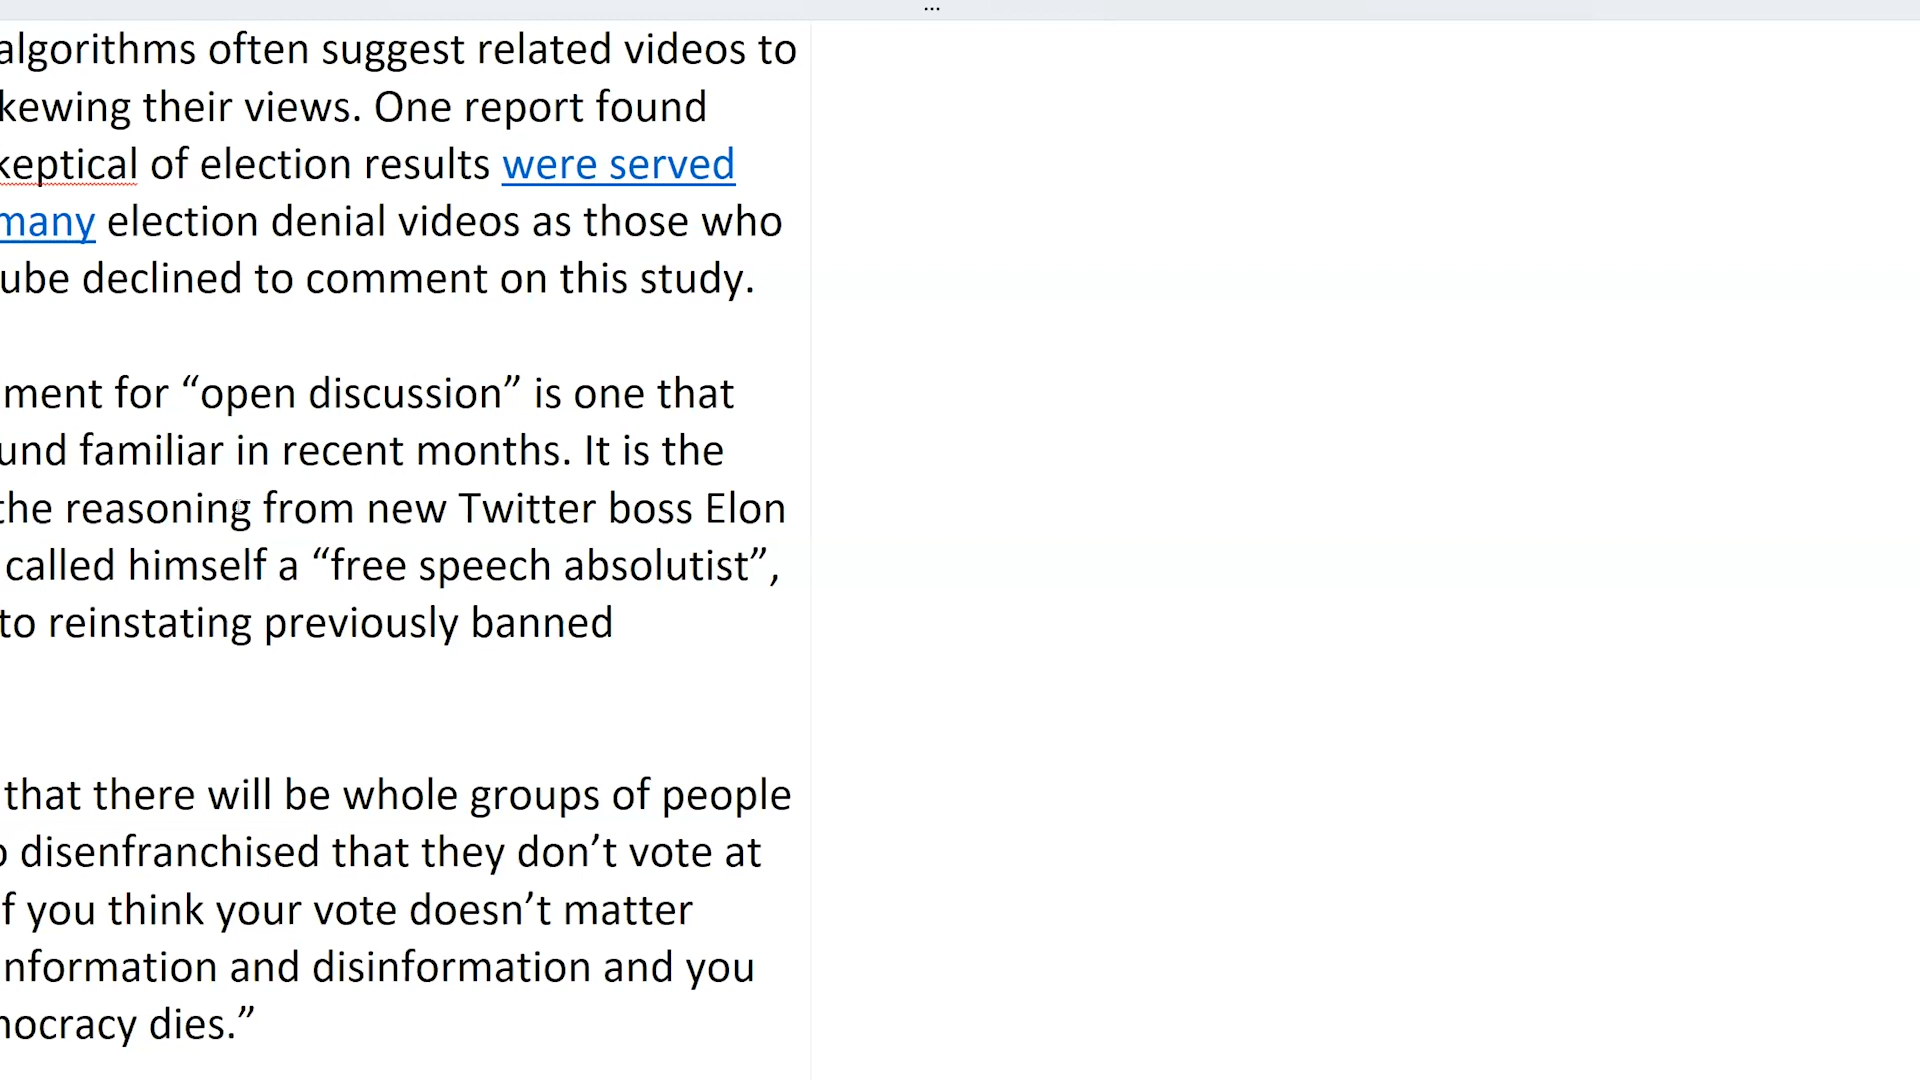 ...
algorithms often suggest related videos to
kewing their views. One report found
keptical of election results were served
many election denial videos as those who
ube declined to comment on this study.
ment for “open discussion” is one that
und familiar in recent months. It is the
the reasoning from new Twitter boss Elon
called himself a “free speech absolutist”,
to reinstating previously banned
that there will be whole groups of people
disenfranchised that they don’t vote at
f you think your vote doesn’t matter
nformation and disinformation and you
mocracy dies.”